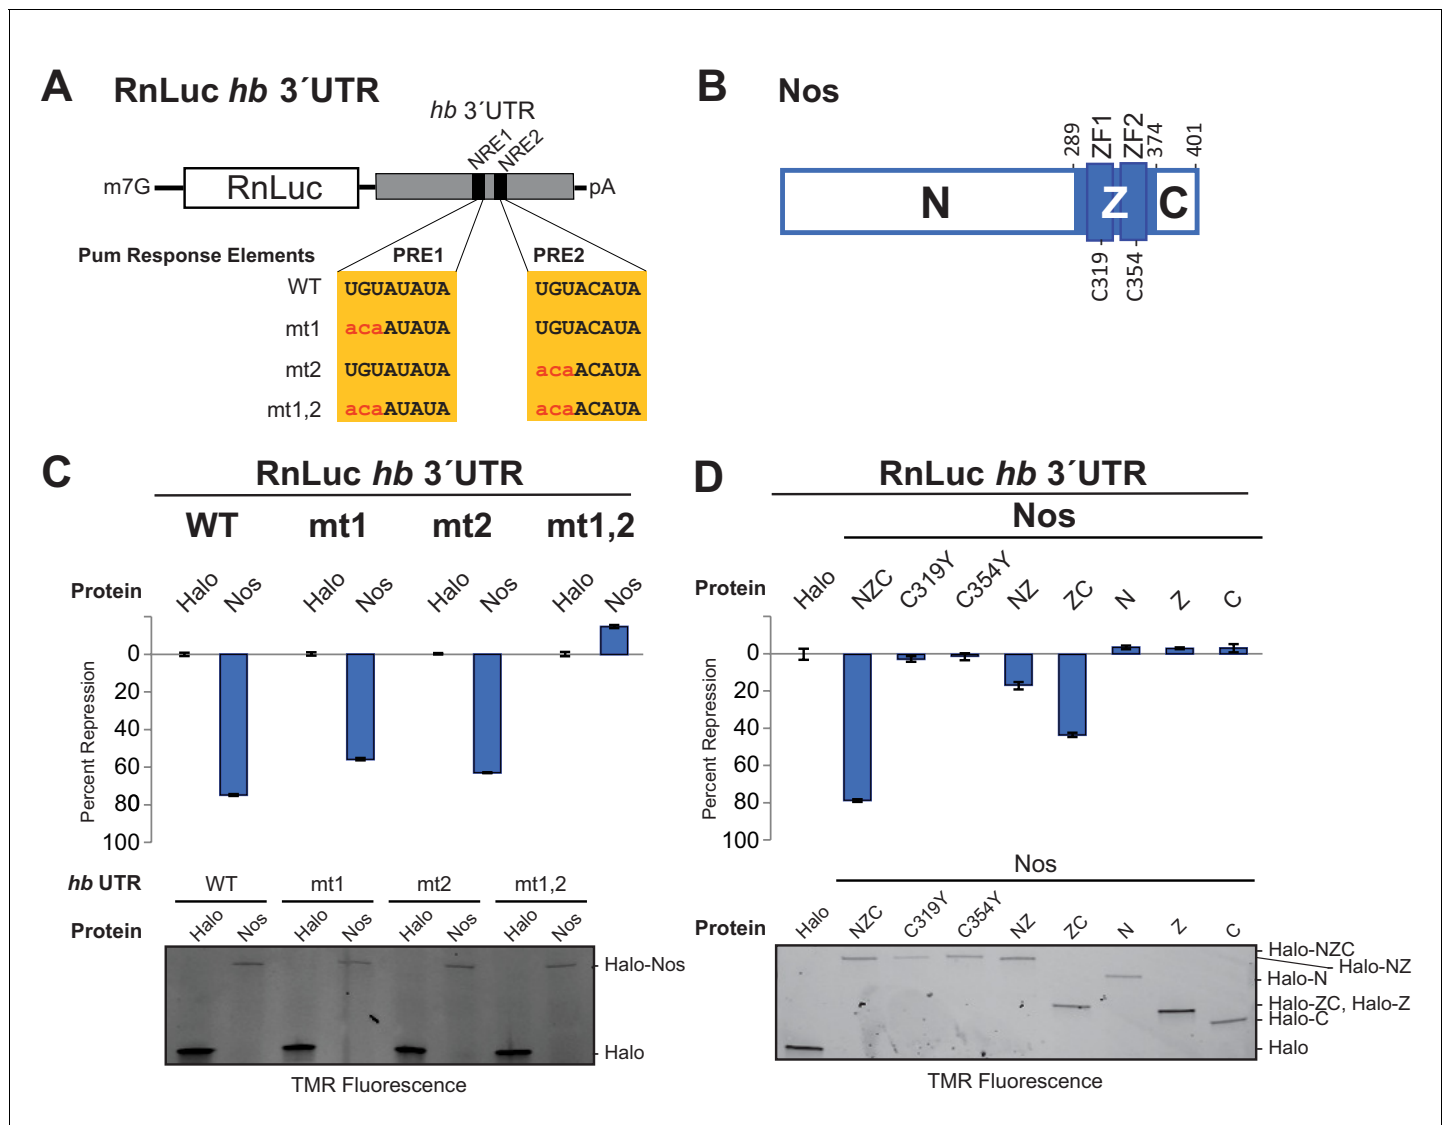 A RnLuc hb 3´UTR
hb 3´UTR
NRE1 NRE2
m7G RnLuc pA
Pum Response Elements PRE1 PRE2
WT UGUAUAUA UGUACAUA
mt1 acaAUAUA UGUACAUA
mt2 UGUAUAUA acaACAUA
mt1,2 acaAUAUA acaACAUA
B Nos
289 ZF1 ZF2 374 401
N Z C
C319 C354
C RnLuc hb 3´UTR
WT mt1 mt2 mt1,2
Protein Halo Nos Halo Nos Halo Nos Halo Nos
Percent Repression
0
20
40
60
80
100
hb UTR WT mt1 mt2 mt1,2
Protein Halo Nos Halo Nos Halo Nos Halo Nos
Halo-Nos
Halo
TMR Fluorescence
D RnLuc hb 3´UTR
Nos
Protein Halo NZC C319Y C354Y NZ ZC N Z C
Percent Repression
0
20
40
60
80
100
Nos
Protein Halo NZC C319Y C354Y NZ ZC N Z C
Halo-NZC
Halo-NZ
Halo-N
Halo-ZC, Halo-Z
Halo-C
Halo
TMR Fluorescence